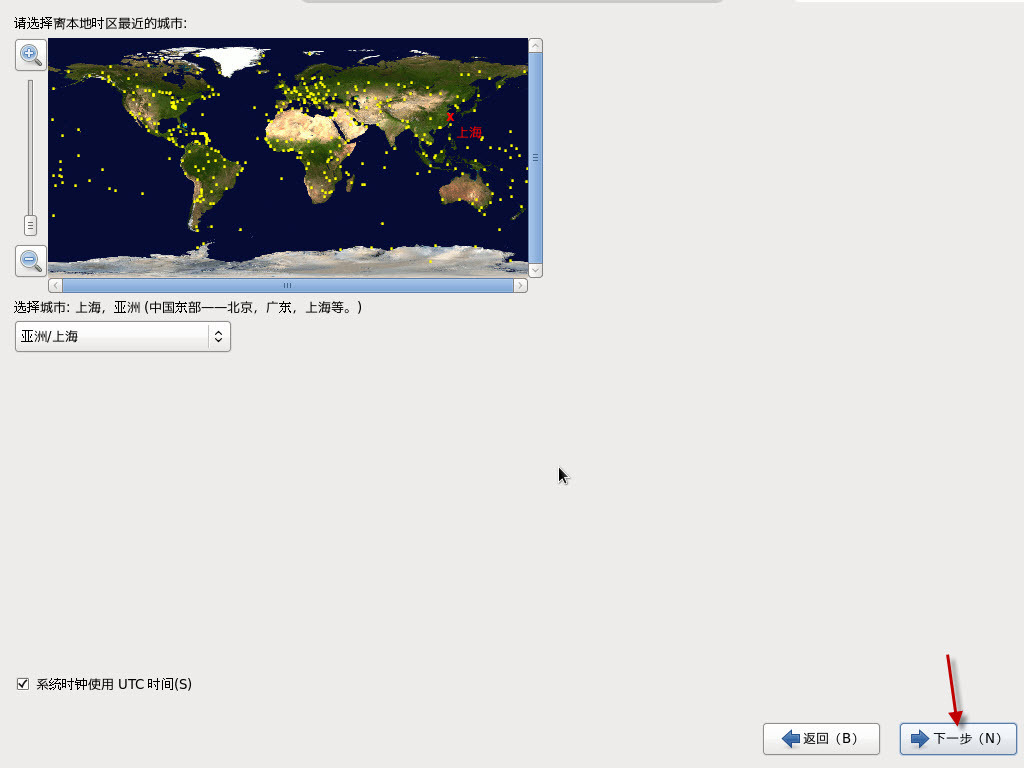 请选择离本地时区最近的城市:
X
上海
选择城市: 上海，亚洲 (中国东部——北京，广东，上海等。)
亚洲/上海
系统时钟使用 UTC 时间(S)
返回（B） 下一步（N）